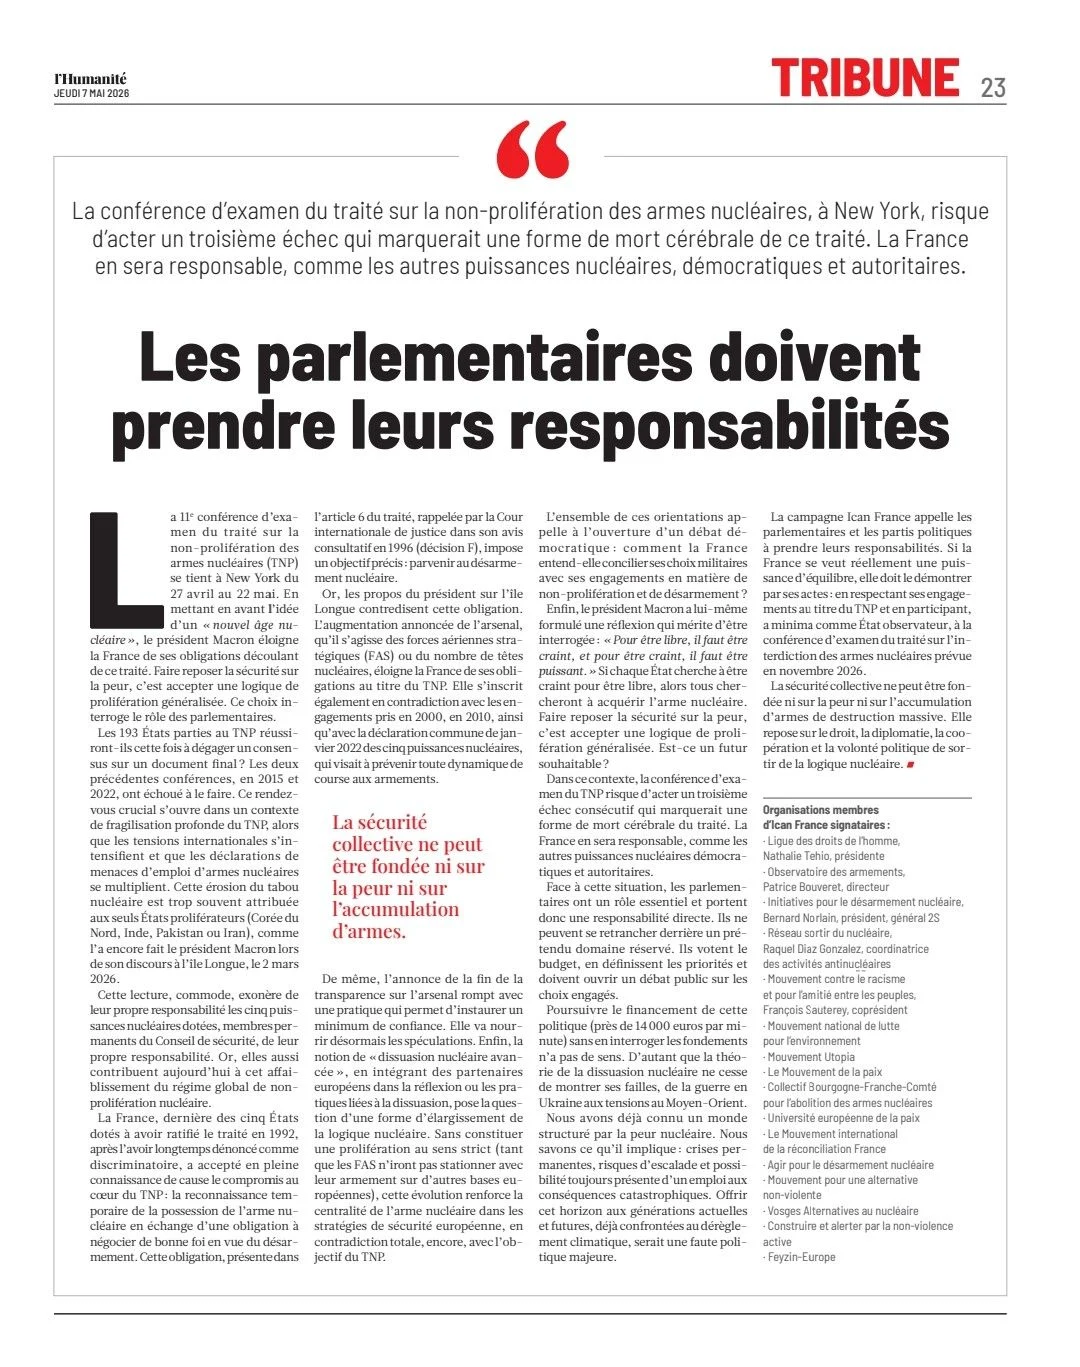 l'Humanité
JEUDI 7 MAI 2026
TRIBUNE 23
“
La conférence d’examen du traité sur la non-prolifération des armes nucléaires, à New York, risque
d’acter un troisième échec qui marquerait une forme de mort cérébrale de ce traité. La France
en sera responsable, comme les autres puissances nucléaires, démocratiques et autoritaires.
Les parlementaires doivent
prendre leurs responsabilités
La 11e conférence d’exa-
men du traité sur la
non-prolifération des
armes nucléaires (TNP)
se tient à New York du
27 avril au 22 mai. En
mettant en avant l’idée
d’un « nouvel âge nu-
cléaire », le président Macron éloigne
la France de ses obligations découlant
de ce traité. Faire reposer la sécurité sur
la peur, c’est accepter une logique de
prolifération généralisée. Ce choix in-
terroge le rôle des parlementaires.
Les 193 États parties au TNP réussi-
ront-ils cette fois à dégager un consen-
sus sur un document final ? Les deux
précédentes conférences, en 2015 et
2022, ont échoué à le faire. Ce rendez-
vous crucial s’ouvre dans un contexte
de fragilisation profonde du TNP, alors
que les tensions internationales s’in-
tensifient et que les déclarations de
menaces d’emploi d’armes nucléaires
se multiplient. Cette érosion du tabou
nucléaire est trop souvent attribuée
aux seuls États proliférateurs (Corée du
Nord, Inde, Pakistan ou Iran), comme
l’a encore fait le président Macron lors
de son discours à l’île Longue, le 2 mars
2026.
Cette lecture, commode, exonère de
leur propre responsabilité les cinq puis-
sances nucléaires dotées, membres per-
manents du Conseil de sécurité, de leur
propre responsabilité. Or, elles aussi
contribuent aujourd’hui à cet affai-
blissement du régime global de non-
prolifération nucléaire.
La France, dernière des cinq États
dotés à avoir ratifié le traité en 1992,
après l’avoir longtemps dénoncé comme
discriminatoire, a accepté en pleine
connaissance de cause le compromis au
cœur du TNP : la reconnaissance tem-
poraire de la possession de l’arme nu-
cléaire en échange d’une obligation à
négocier de bonne foi en vue du désar-
mement. Cette obligation, présente dans
l’article 6 du traité, rappelée par la Cour
internationale de justice dans son avis
consultatif en 1996 (décision F), impose
un objectif précis : parvenir au désarme-
ment nucléaire.
Or, les propos du président sur l’île
Longue contredisent cette obligation.
L’augmentation annoncée de l’arsenal,
qu’il s’agisse des forces aériennes stra-
tégiques (FAS) ou du nombre de têtes
nucléaires, éloigne la France de ses obli-
gations au titre du TNP. Elle s’inscrit
également en contradiction avec les en-
gagements pris en 2000, en 2010, ainsi
qu’avec la déclaration commune de jan-
vier 2022 des cinq puissances nucléaires,
qui visait à prévenir toute dynamique de
course aux armements.
La sécurité
collective ne peut
être fondée ni sur
la peur ni sur
l’accumulation
d’armes.
De même, l’annonce de la fin de la
transparence sur l’arsenal rompt avec
une pratique qui permet d’instaurer un
minimum de confiance. Elle va nour-
rir désormais les spéculations. Enfin, la
notion de « dissuasion nucléaire avan-
cée », en intégrant des partenaires
européens dans la réflexion ou les pra-
tiques liées à la dissuasion, pose la ques-
tion d’une forme d’élargissement de
la logique nucléaire. Sans constituer
une prolifération au sens strict (tant
que les FAS n’iront pas stationner avec
leur armement sur d’autres bases eu-
ropéennes), cette évolution renforce la
centralité de l’arme nucléaire dans les
stratégies de sécurité européenne, en
contradiction totale, encore, avec l’ob-
jectif du TNP.
L’ensemble de ces orientations ap-
pelle à l’ouverture d’un débat dé-
mocratique : comment la France
entend-elle concilier ses choix militaires
avec ses engagements en matière de
non-prolifération et de désarmement ?
Enfin, le président Macron a lui-même
formulé une réflexion qui mérite d’être
interrogée : « Pour être libre, il faut être
craint, et pour être craint, il faut être
puissant. » Si chaque État cherche à être
craint pour être libre, alors tous cher-
cheront à acquérir l’arme nucléaire.
Faire reposer la sécurité sur la peur,
c’est accepter une logique de proli-
fération généralisée. Est-ce un futur
souhaitable ?
Dans ce contexte, la conférence d’exa-
men du TNP risque d’acter un troisième
échec consécutif qui marquerait une
forme de mort cérébrale du traité. La
France en sera responsable, comme les
autres puissances nucléaires démocra-
tiques et autoritaires.
Face à cette situation, les parlemen-
taires ont un rôle essentiel et portent
donc une responsabilité directe. Ils ne
peuvent se retrancher derrière un pré-
tendu domaine réservé. Ils votent le
budget, en définissent les priorités et
doivent ouvrir un débat public sur les
choix engagés.
Poursuivre le financement de cette
politique (près de 14 000 euros par mi-
nute) sans en interroger les fondements
n’a pas de sens. D’autant que la théo-
rie de la dissuasion nucléaire ne cesse
de montrer ses failles, de la guerre en
Ukraine aux tensions au Moyen-Orient.
Nous avons déjà connu un monde
structuré par la peur nucléaire. Nous
savons ce qu’il implique : crises per-
manentes, risques d’escalade et possi-
bilité toujours présente d’un emploi aux
conséquences catastrophiques. Offrir
cet horizon aux générations actuelles
et futures, déjà confrontées au dérègle-
ment climatique, serait une faute poli-
tique majeure.
La campagne Ican France appelle les
parlementaires et les partis politiques
à prendre leurs responsabilités. Si la
France se veut réellement une puis-
sance d’équilibre, elle doit le démontrer
par ses actes : en respectant ses engage-
ments au titre du TNP et en participant,
a minima comme État observateur, à la
conférence d’examen du traité sur l’in-
terdiction des armes nucléaires prévue
en novembre 2026.
La sécurité collective ne peut être fon-
dée ni sur la peur ni sur l’accumulation
d’armes de destruction massive. Elle
repose sur le droit, la diplomatie, la coo-
pération et la volonté politique de sor-
tir de la logique nucléaire.
Organisations membres
d’Ican France signataires :
· Ligue des droits de l’homme,
Nathalie Tehio, présidente
· Observatoire des armements,
Patrice Bouveret, directeur
· Initiatives pour le désarmement nucléaire,
Bernard Norlain, président, général 2S
· Réseau sortir du nucléaire,
Raquel Diaz Gonzalez, coordinatrice
des activités antinucléaires
· Mouvement contre le racisme
et pour l’amitié entre les peuples,
François Sauterey, coprésident
· Mouvement national de lutte
pour l’environnement
· Mouvement Utopia
· Le Mouvement de la paix
· Collectif Bourgogne-Franche-Comté
pour l’abolition des armes nucléaires
· Université européenne de la paix
· Le Mouvement international
de la réconciliation France
· Agir pour le désarmement nucléaire
· Mouvement pour une alternative
non-violente
· Vosges Alternatives au nucléaire
· Construire et alerter par la non-violence
active
· Feyzin-Europe